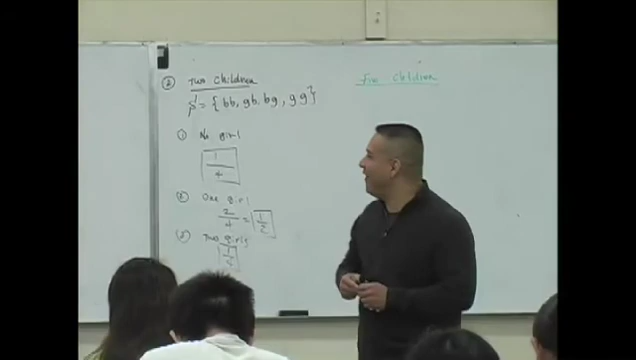 ② Two Children
S = { bb, gb, bg, gg }
① No girl
1
4
② One girl
2/4 = 1/2
③ Two girls
1/4
Five Children